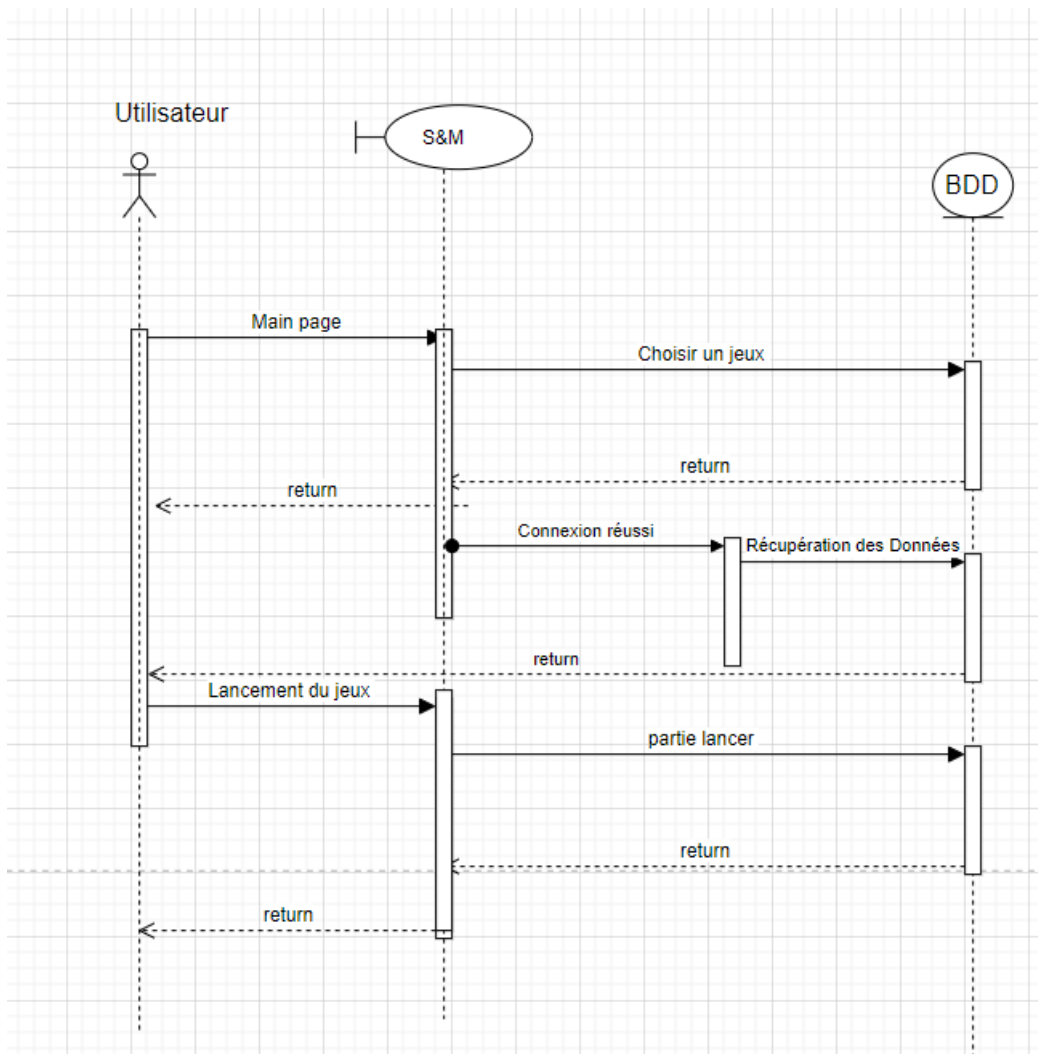 Utilisateur
S&M
BDD
Main page
Choisir un jeux
return
return
Connexion réussi
Récupération des Données
return
Lancement du jeux
partie lancer
return
return